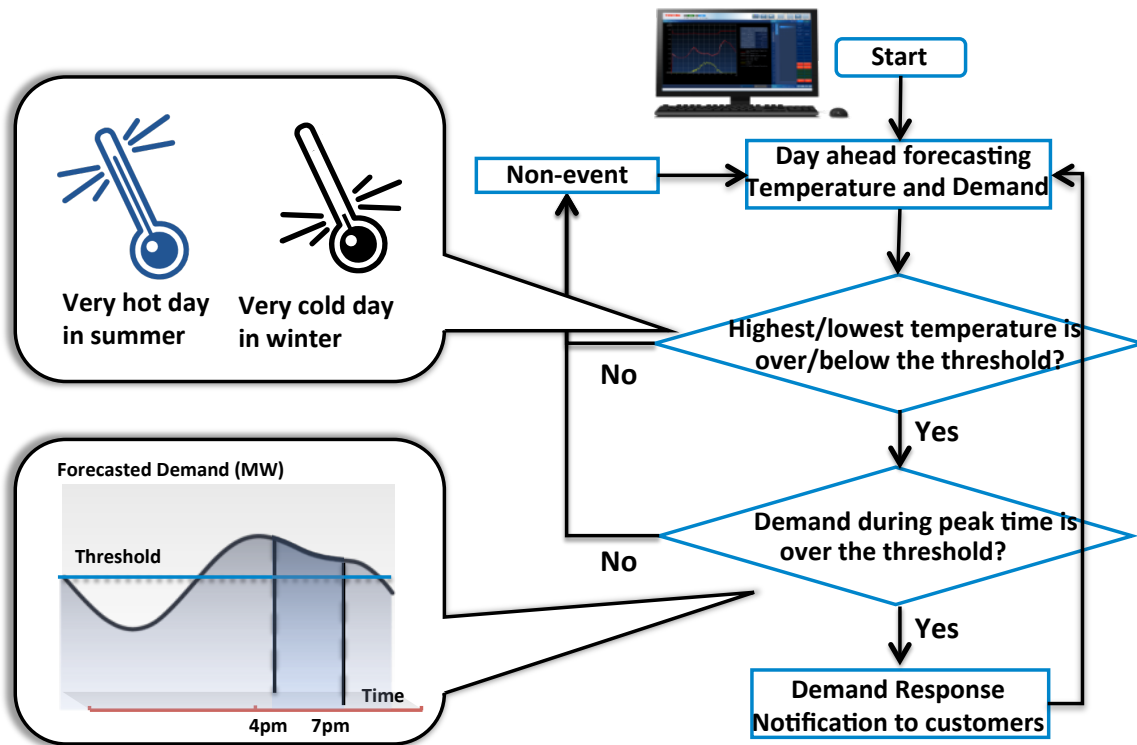 Start
Day ahead forecasting
Temperature and Demand
Non-event
Very hot day
in summer
Very cold day
in winter
Highest/lowest temperature is
over/below the threshold?
No
Yes
Forecasted Demand (MW)
Threshold
Time
4pm
7pm
Demand during peak time is
over the threshold?
No
Yes
Demand Response
Notification to customers